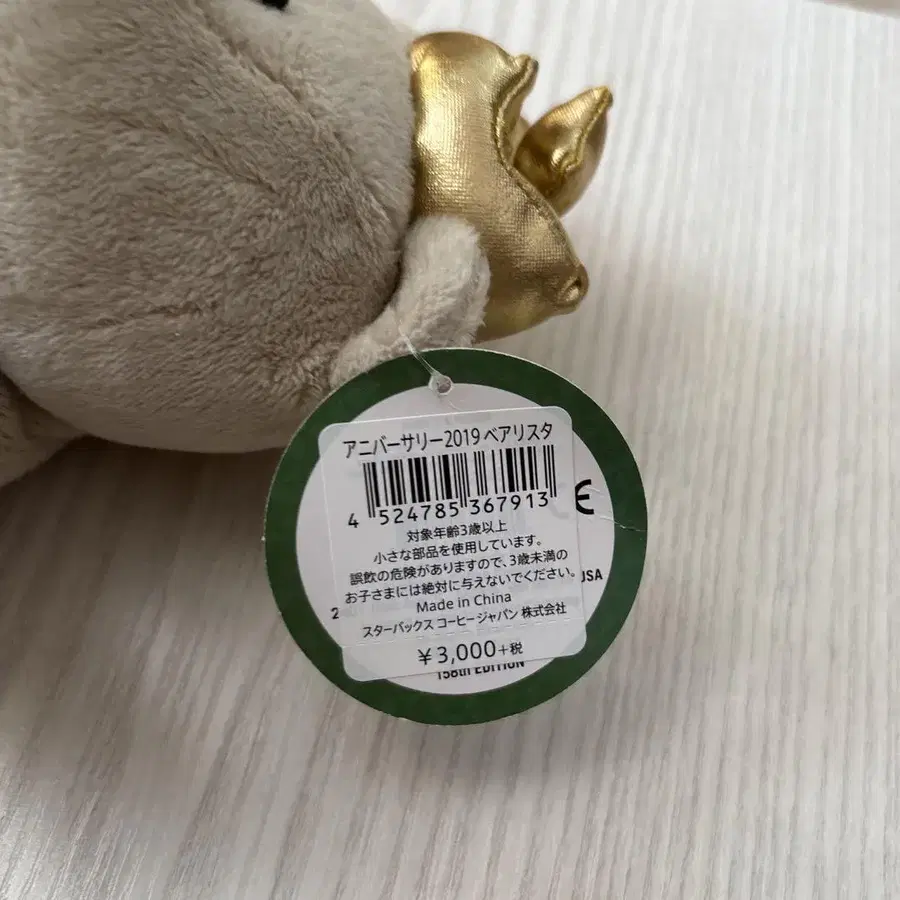 アニバーサリー2019 ベアリスタ
4 524785 367913
CE
対象年齢3歳以上
小さな部品を使用しています。
誤飲の危険がありますので、3歳未満の
お子さまには絶対に与えないでください。
USA
Made in China
2
スターバックス コーヒー ジャパン 株式会社
¥3,000+税
158th EDITION